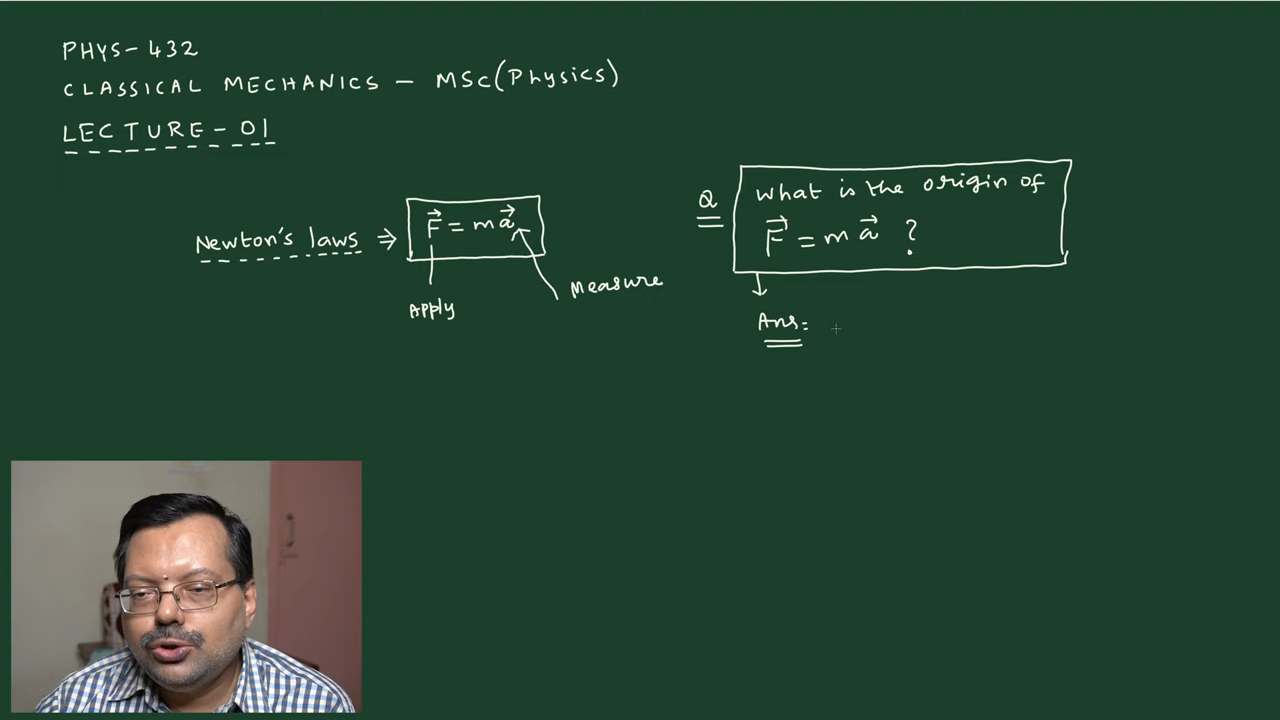 PHYS-432
CLASSICAL MECHANICS - MSc(Physics)
LECTURE-01
Newton's laws ⇒ F⃗ = ma⃗
Apply
Measure
Q
What is the origin of
F⃗ = ma⃗ ?
Ans: